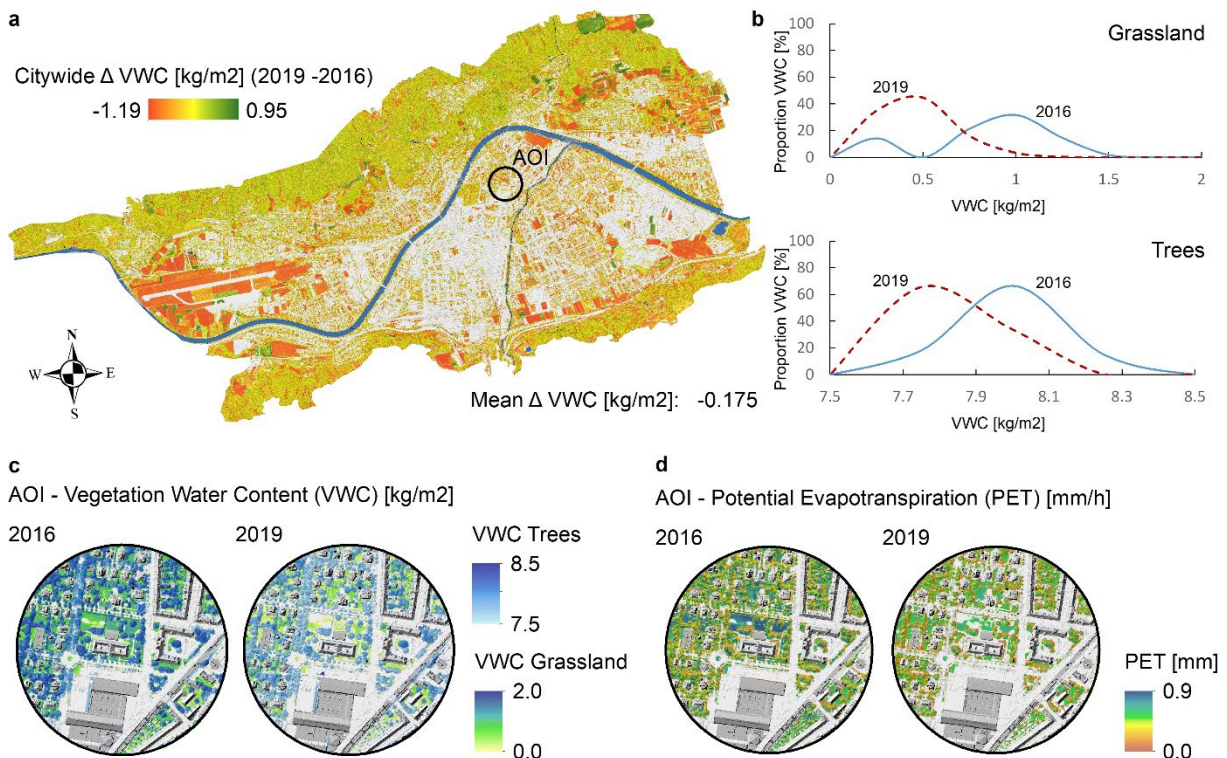 a
Citywide Δ VWC [kg/m2] (2019 -2016)
-1.19 0.95
AOI
N
W E
S
Mean Δ VWC [kg/m2]: -0.175
b
Grassland
Proportion VWC [%]
100
80
60
40
20
0
2019
2016
0 0.5 1 1.5 2
VWC [kg/m2]
Trees
Proportion VWC [%]
100
80
60
40
20
0
2019
2016
7.5 7.7 7.9 8.1 8.3 8.5
VWC [kg/m2]
c
AOI - Vegetation Water Content (VWC) [kg/m2]
2016 2019
VWC Trees
8.5
7.5
VWC Grassland
2.0
0.0
d
AOI - Potential Evapotranspiration (PET) [mm/h]
2016 2019
PET [mm]
0.9
0.0